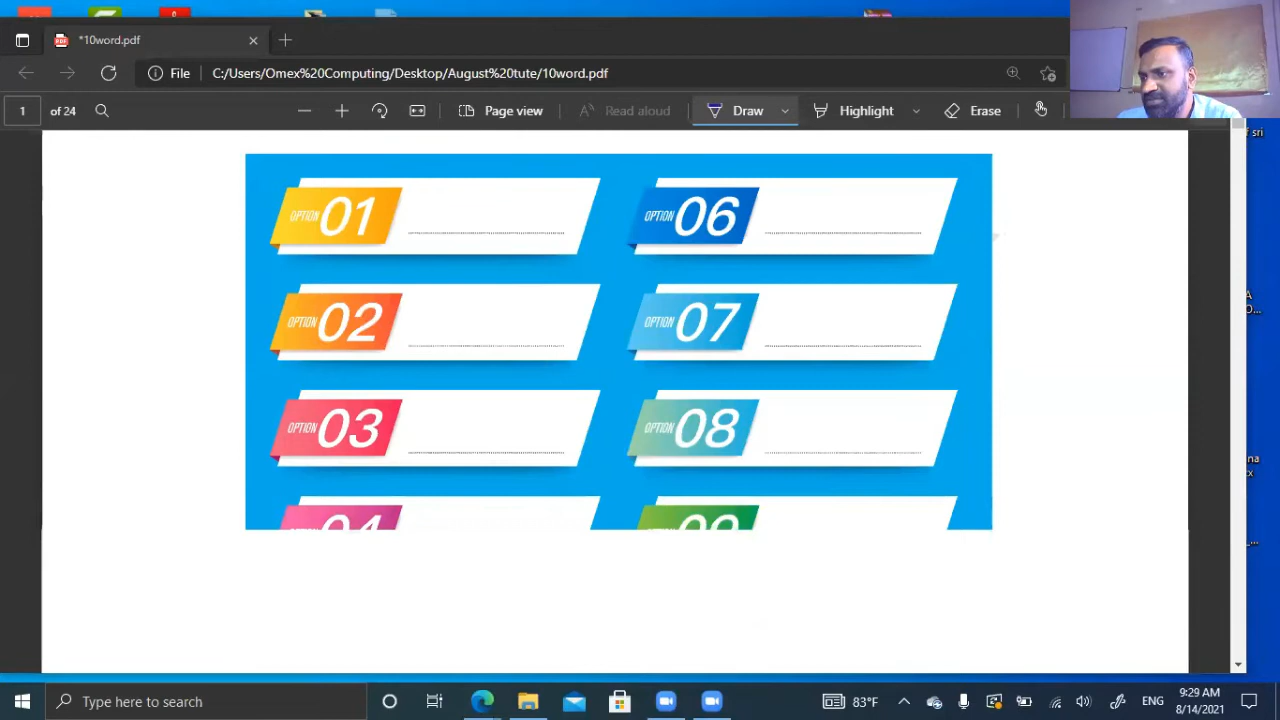 *10word.pdf
File C:/Users/Omex%20Computing/Desktop/August%20tute/10word.pdf
1 of 24 Page view Read aloud Draw Highlight Erase
OPTION 01
OPTION 02
OPTION 03
04
OPTION 06
OPTION 07
OPTION 08
09
Type here to search
83°F
ENG
9:29 AM
8/14/2021